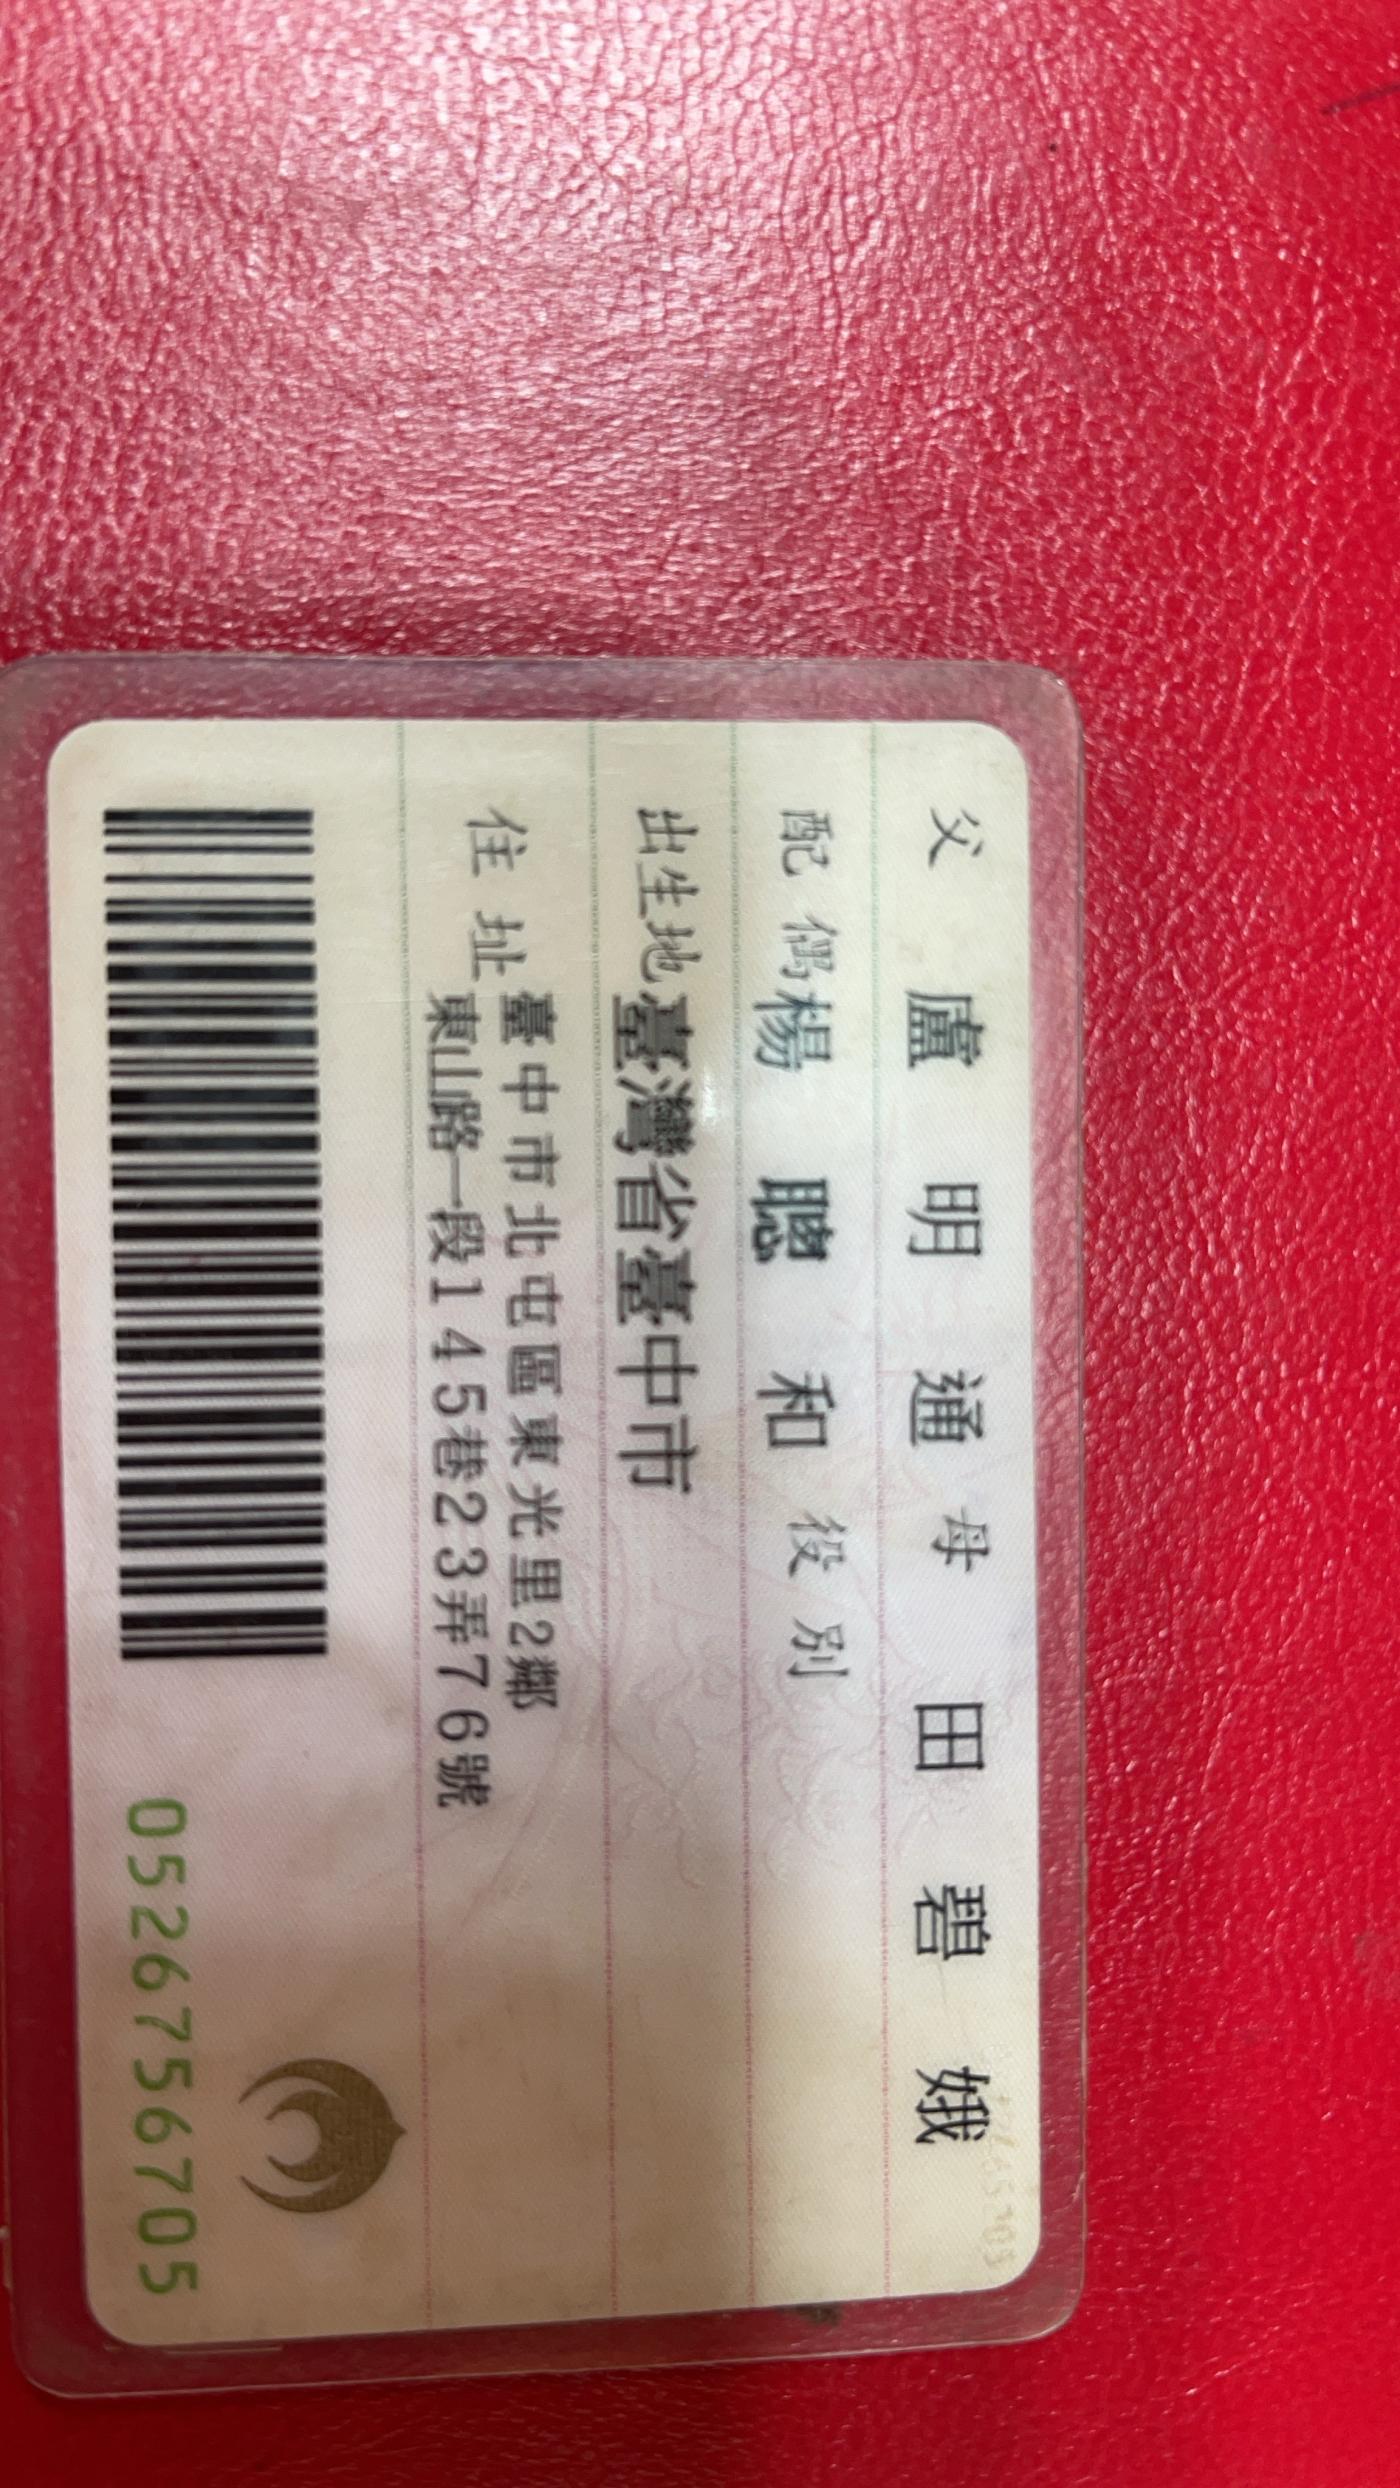 父 盧明通 母 田碧娥
配偶 楊聰和 役別
出生地 臺灣省臺中市
住址 臺中市北屯區東光里2鄰
東山路一段145巷23弄76號
0526756705